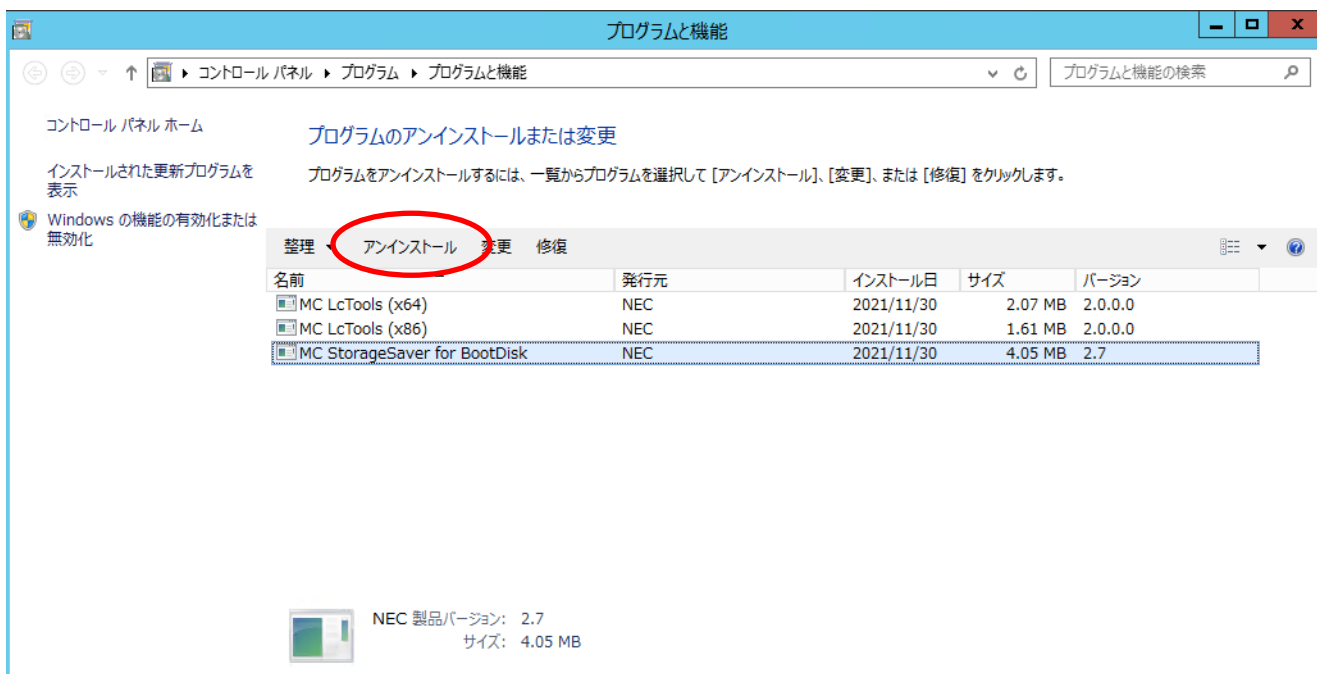 プログラムと機能
コントロール パネル ▸ プログラム ▸ プログラムと機能
プログラムと機能の検索
コントロール パネル ホーム
インストールされた更新プログラムを
表示
Windows の機能の有効化または
無効化
プログラムのアンインストールまたは変更
プログラムをアンインストールするには、一覧からプログラムを選択して [アンインストール]、[変更]、または [修復] をクリックします。
整理 アンインストール 変更 修復
名前 発行元 インストール日 サイズ バージョン
MC LcTools (x64) NEC 2021/11/30 2.07 MB 2.0.0.0
MC LcTools (x86) NEC 2021/11/30 1.61 MB 2.0.0.0
MC StorageSaver for BootDisk NEC 2021/11/30 4.05 MB 2.7
NEC 製品バージョン: 2.7
サイズ: 4.05 MB